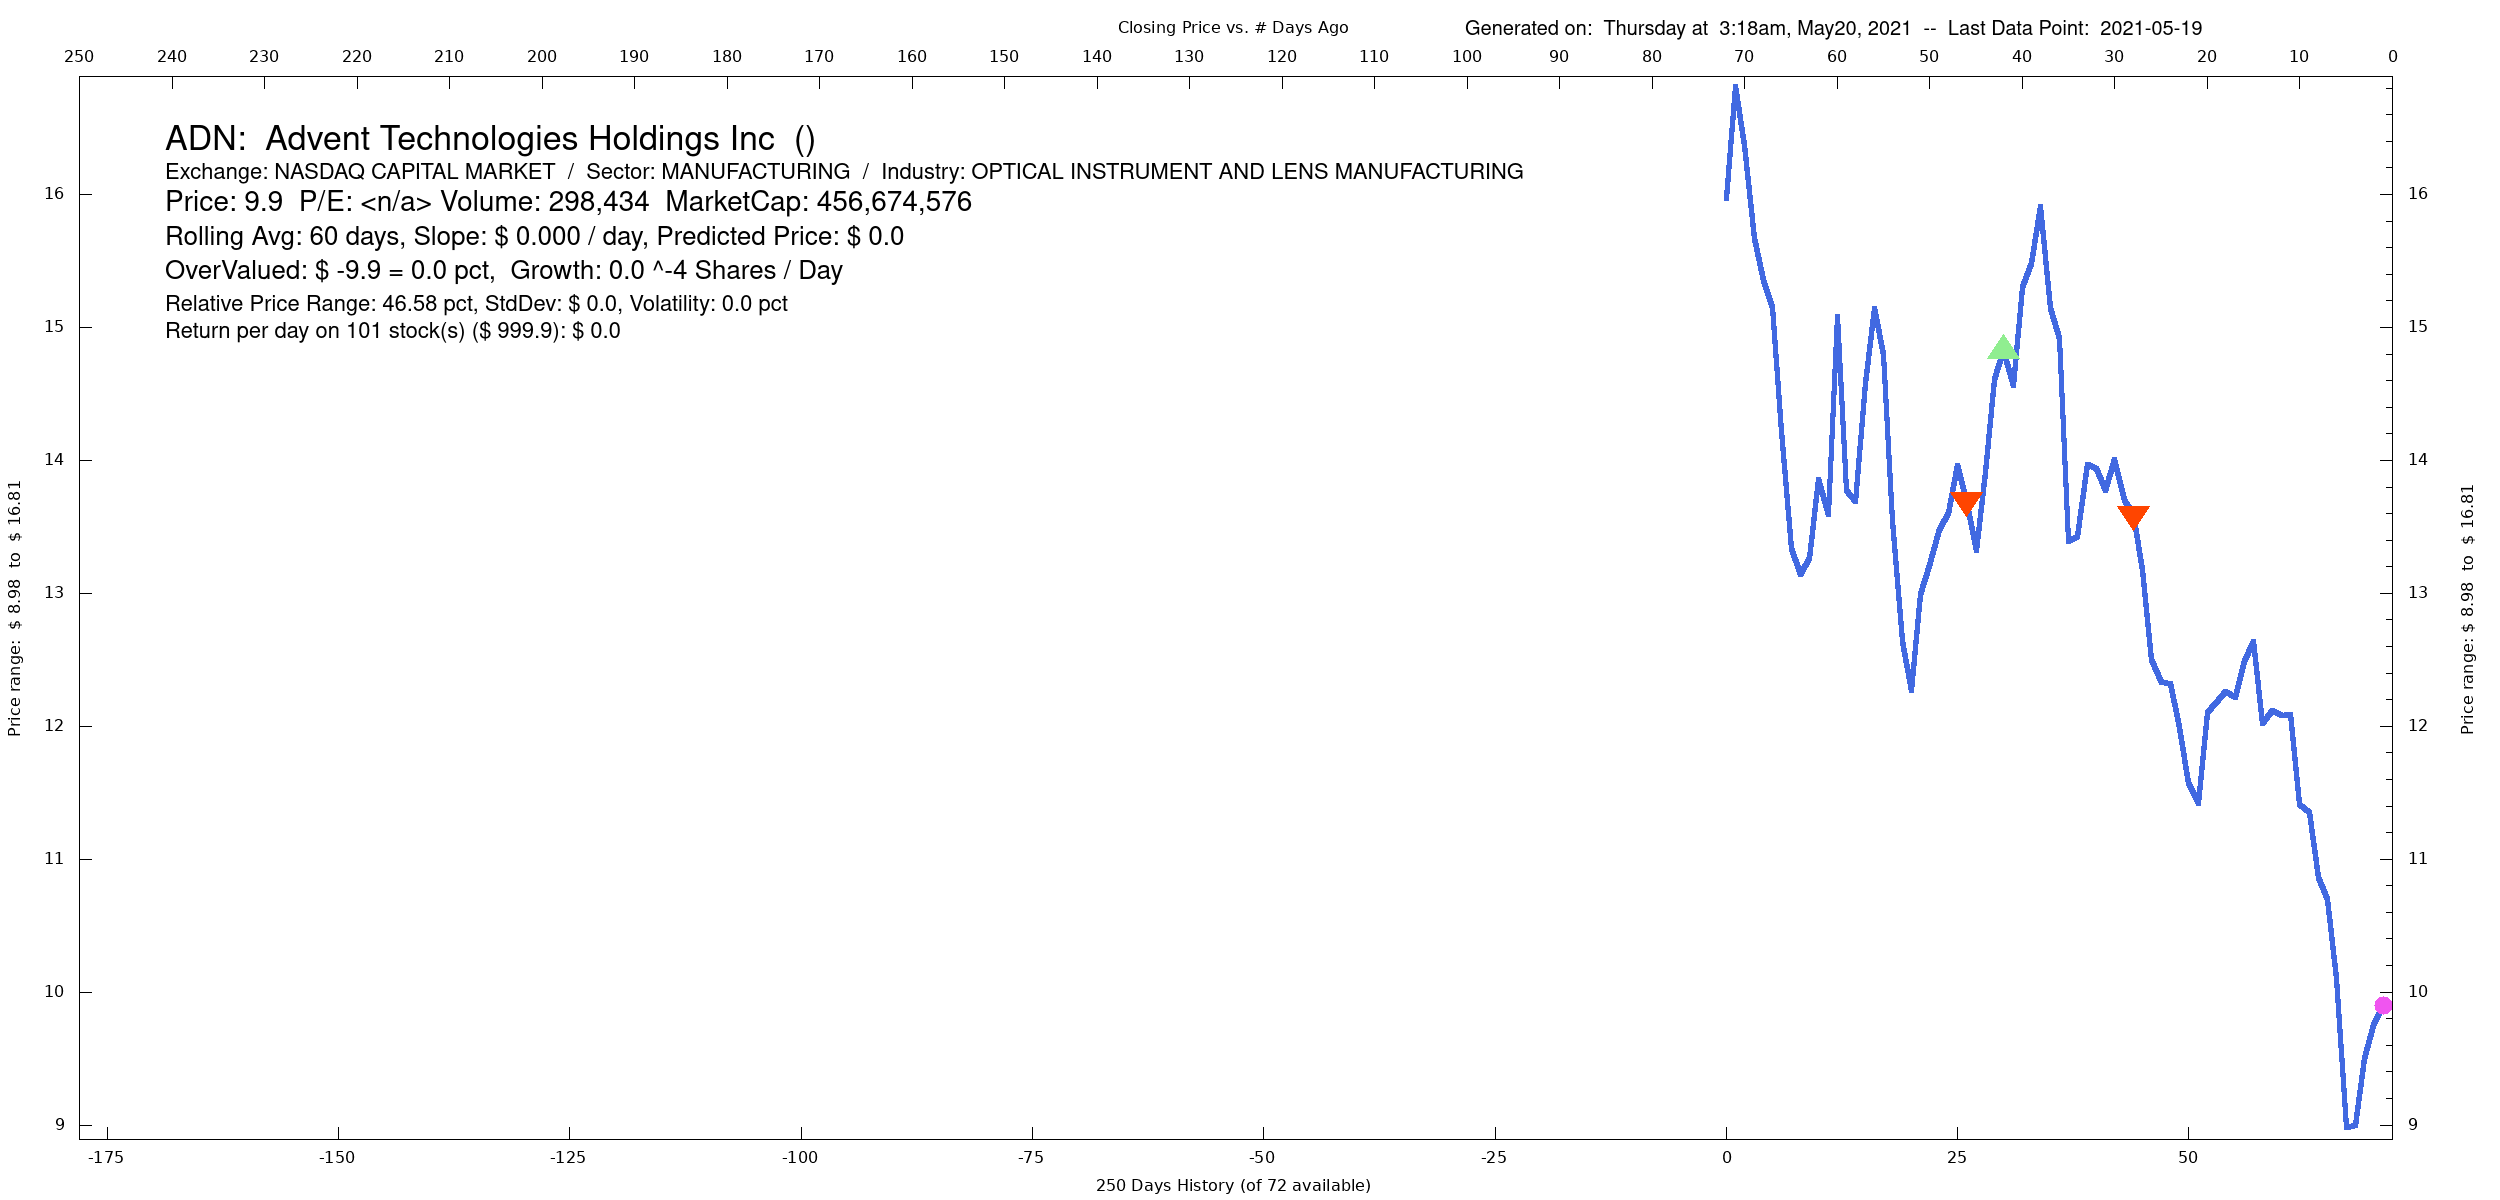 Closing Price vs. # Days Ago
Generated on:  Thursday at  3:18am, May20, 2021  --  Last Data Point:  2021-05-19
250 240 230 220 210 200 190 180 170 160 150 140 130 120 110 100 90 80 70 60 50 40 30 20 10 0
ADN:  Advent Technologies Holdings Inc  ()
Exchange: NASDAQ CAPITAL MARKET  /  Sector: MANUFACTURING  /  Industry: OPTICAL INSTRUMENT AND LENS MANUFACTURING
Price: 9.9  P/E: <n/a> Volume: 298,434  MarketCap: 456,674,576
Rolling Avg: 60 days, Slope: $ 0.000 / day, Predicted Price: $ 0.0
OverValued: $ -9.9 = 0.0 pct,  Growth: 0.0 ^-4 Shares / Day
Relative Price Range: 46.58 pct, StdDev: $ 0.0, Volatility: 0.0 pct
Return per day on 101 stock(s) ($ 999.9): $ 0.0
16 16
15 15
14 14
13 13
12 12
11 11
10 10
9 9
Price range:  $ 8.98  to  $ 16.81
Price range: $ 8.98  to  $ 16.81
-175 -150 -125 -100 -75 -50 -25 0 25 50
250 Days History (of 72 available)